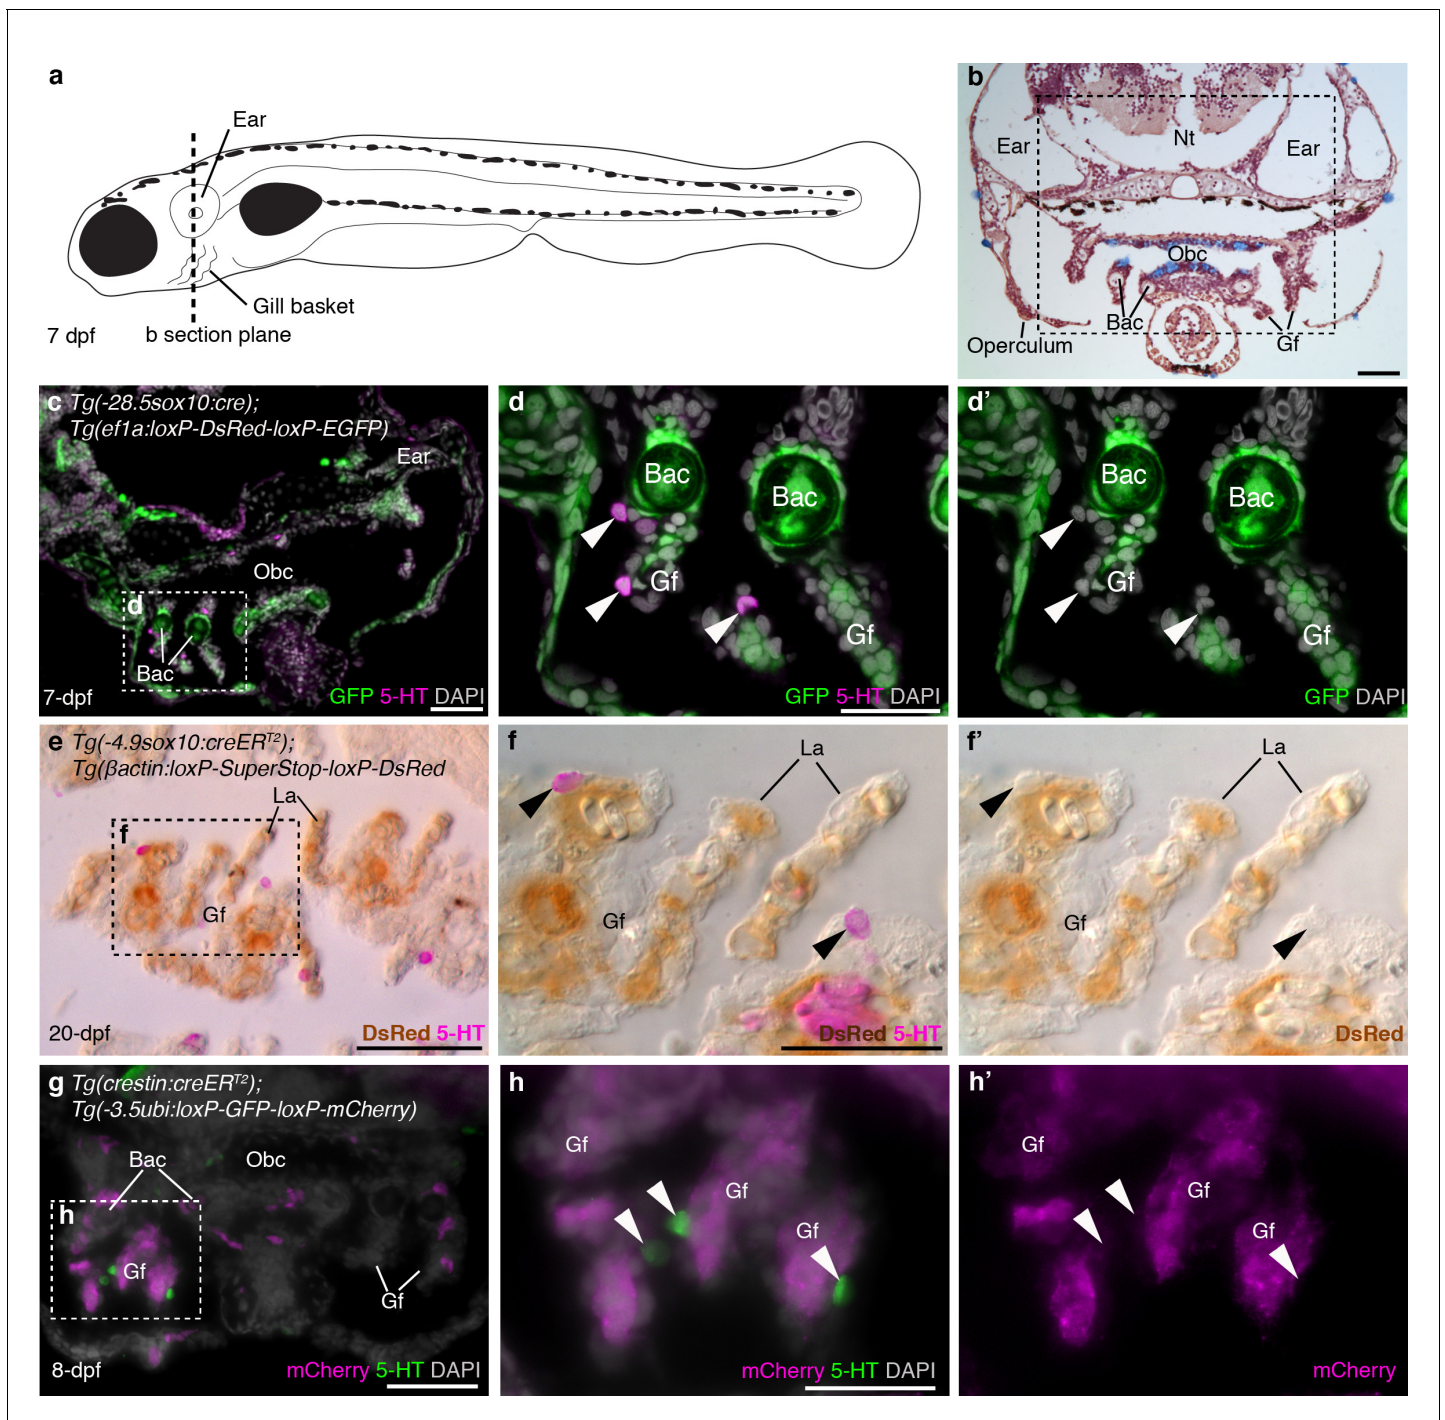 a
Ear
Gill basket
7 dpf
b section plane
b
Ear
Nt
Ear
Obc
Bac
Operculum
Gf
c Tg(-28.5sox10:cre);
Tg(ef1a:loxP-DsRed-loxP-EGFP)
Ear
Obc
d
Bac
7-dpf
GFP 5-HT DAPI
d
Bac
Bac
Gf
Gf
GFP 5-HT DAPI
d’
Bac
Bac
Gf
Gf
GFP DAPI
e Tg(-4.9sox10:creERT2);
Tg(βactin:loxP-SuperStop-loxP-DsRed
La
f
Gf
20-dpf
DsRed 5-HT
f
La
Gf
DsRed 5-HT
f’
La
Gf
DsRed
g Tg(crestin:creERT2);
Tg(-3.5ubi:loxP-GFP-loxP-mCherry)
Bac
Obc
h
Gf
Gf
8-dpf
mCherry 5-HT DAPI
h
Gf
Gf
Gf
mCherry 5-HT DAPI
h’
Gf
Gf
Gf
mCherry